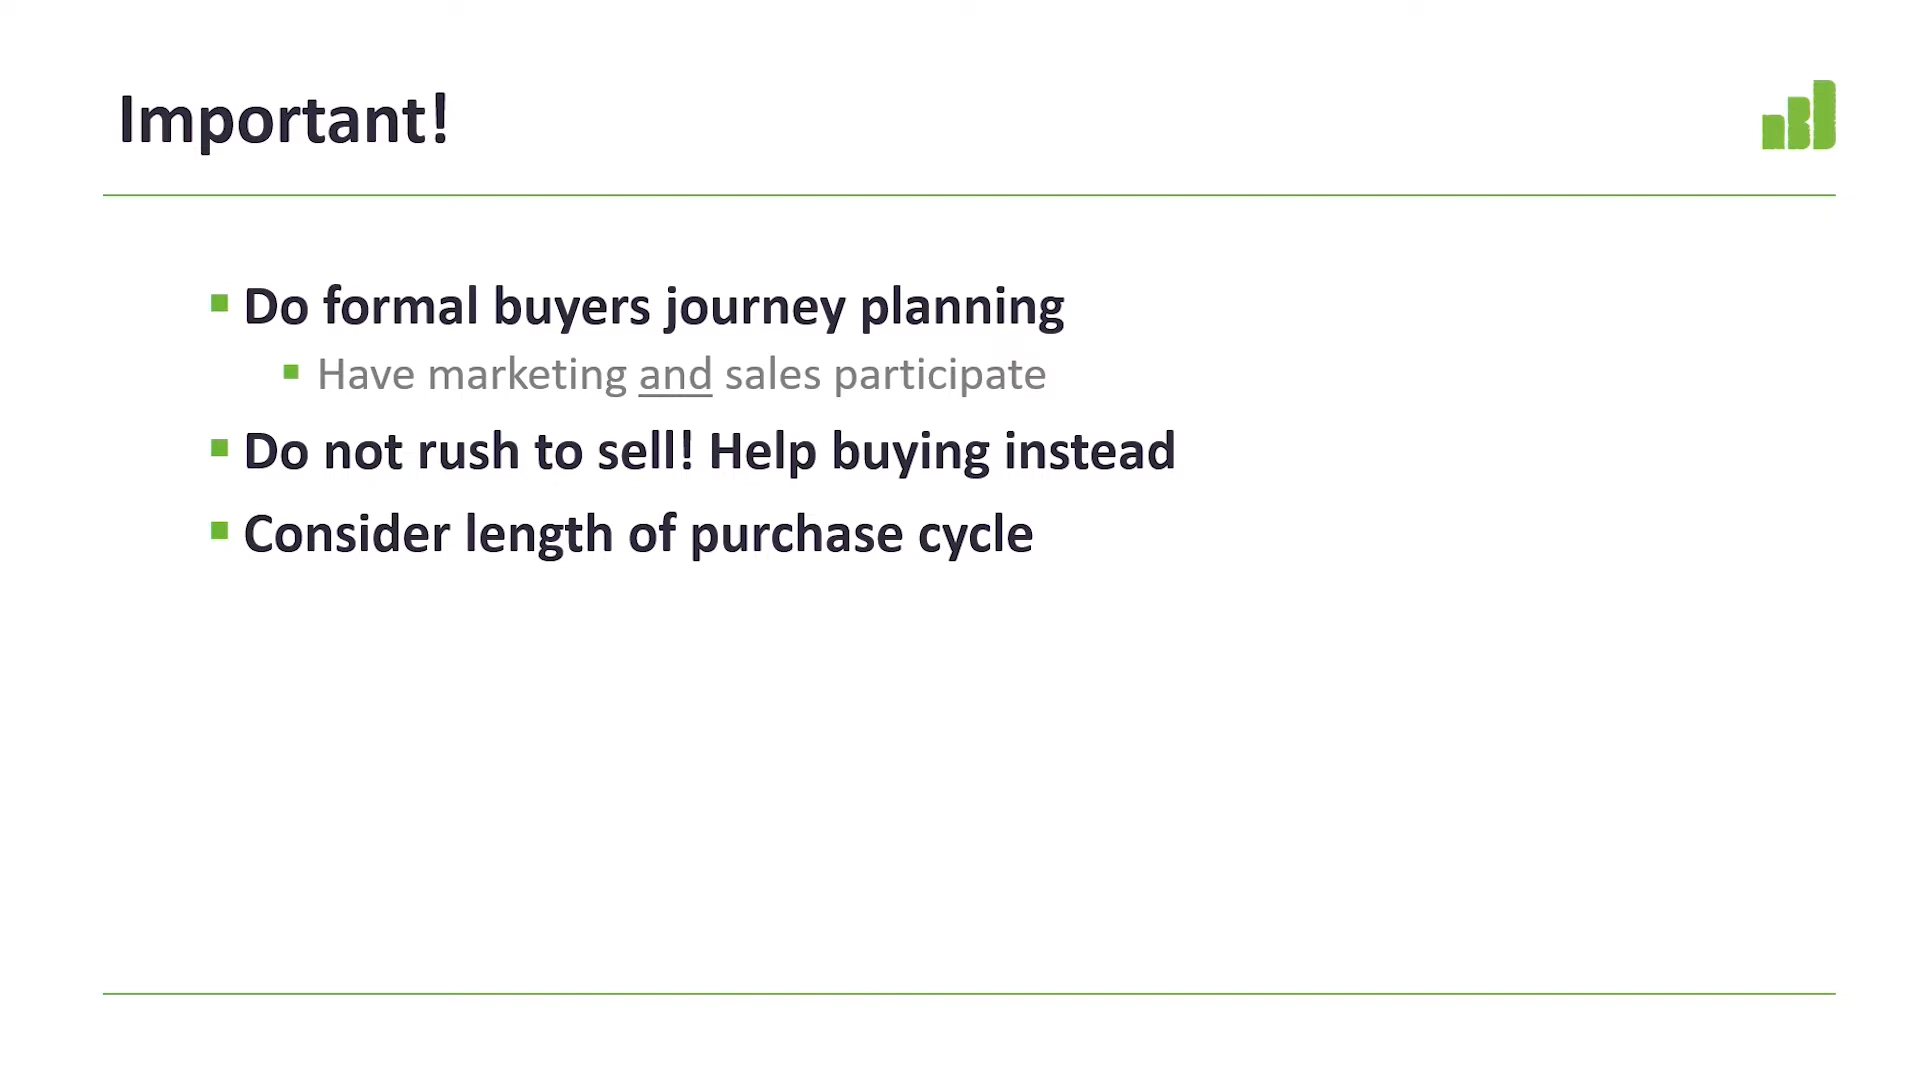 Important!
Do formal buyers journey planning
Have marketing and sales participate
Do not rush to sell! Help buying instead
Consider length of purchase cycle